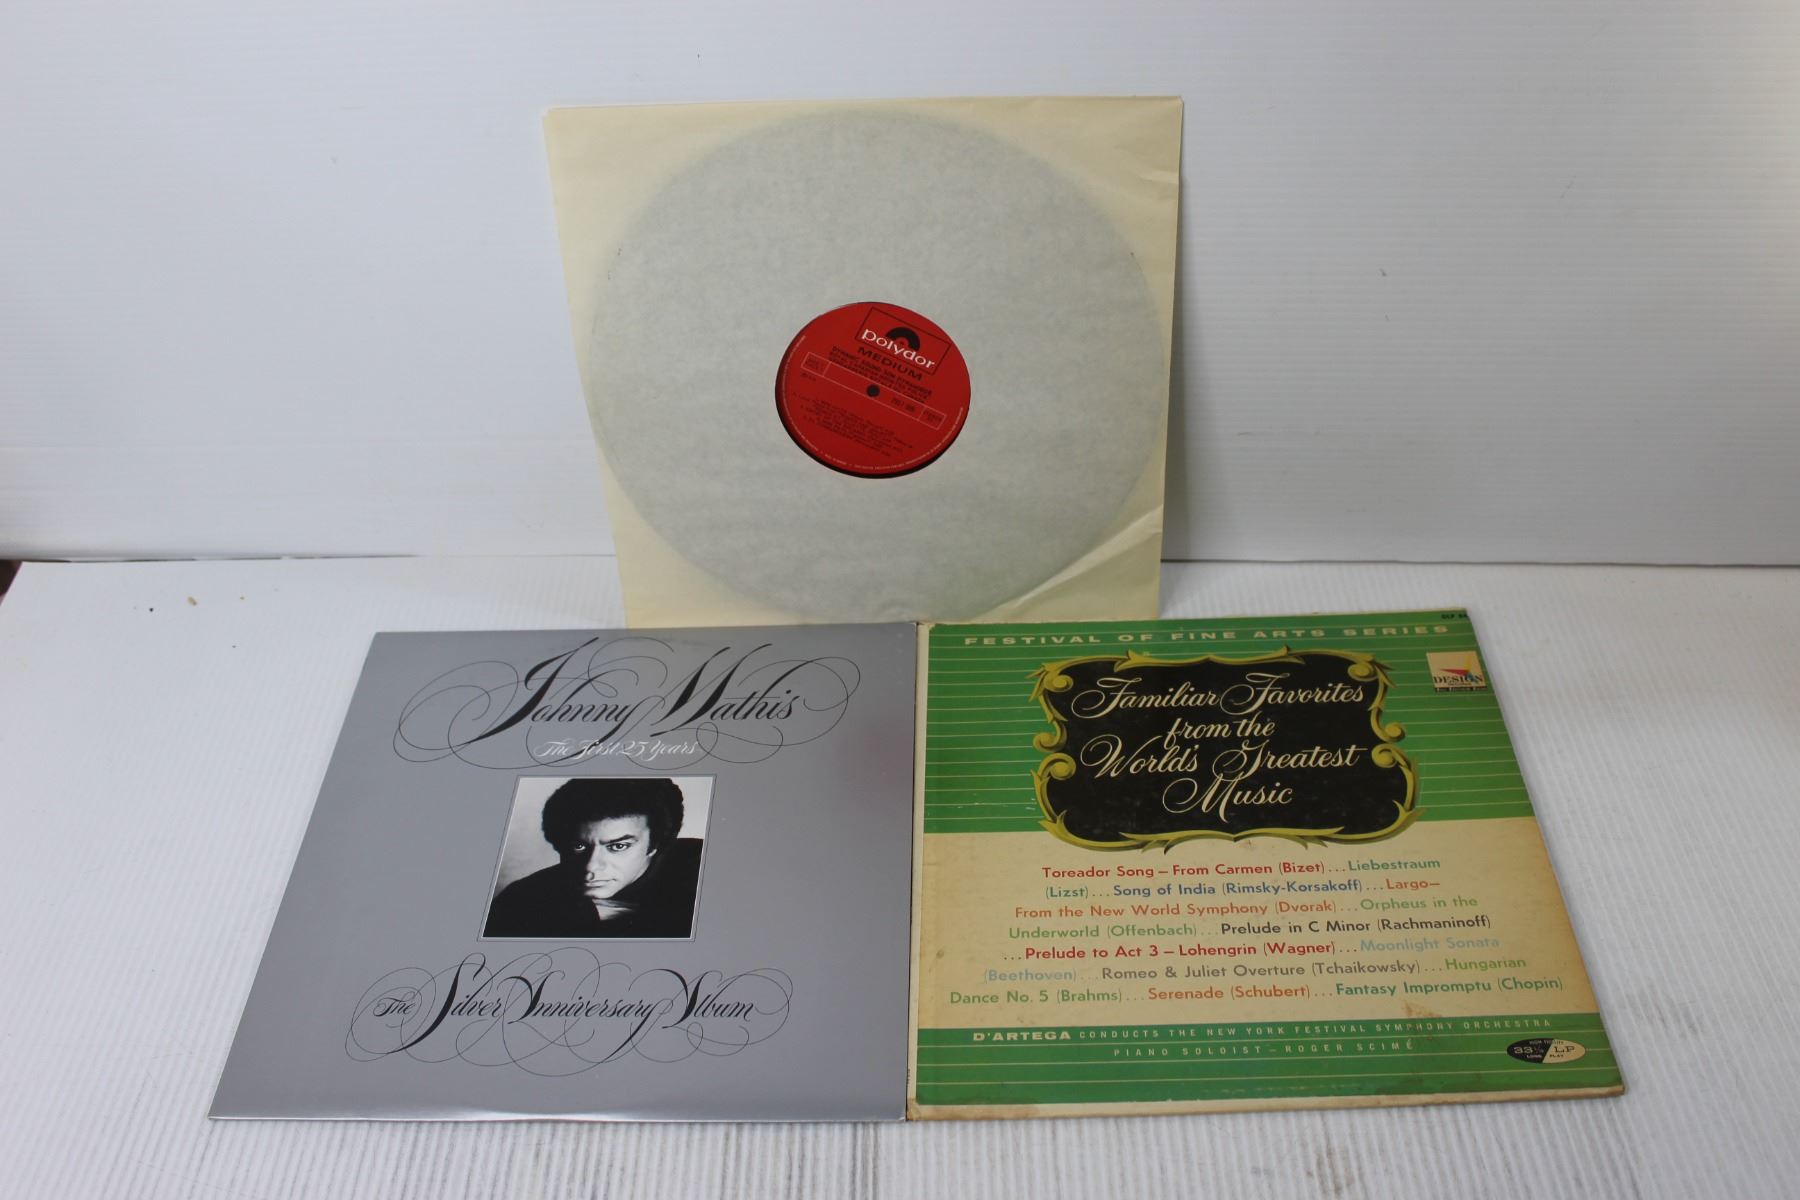 polydor
MEDIUM
Johnny Mathis
The First 25 Years
The Silver Anniversary Album
FESTIVAL OF FINE ARTS SERIES
DESIGN
Familiar Favorites
from the
World's Greatest
Music
Toreador Song – From Carmen (Bizet) ... Liebestraum
(Lizst) ... Song of India (Rimsky-Korsakoff) ... Largo–
From the New World Symphony (Dvorak) ... Orpheus in the
Underworld (Offenbach) ... Prelude in C Minor (Rachmaninoff)
... Prelude to Act 3 – Lohengrin (Wagner) ... Moonlight Sonata
(Beethoven) ... Romeo & Juliet Overture (Tchaikowsky) ... Hungarian
Dance No. 5 (Brahms) ... Serenade (Schubert) ... Fantasy Impromptu (Chopin)
D'ARTEGA CONDUCTS THE NEW YORK FESTIVAL SYMPHONY ORCHESTRA
PIANO SOLOIST – ROGER SCIMÉ
HIGH FIDELITY
33⅓ LP
LONG PLAY